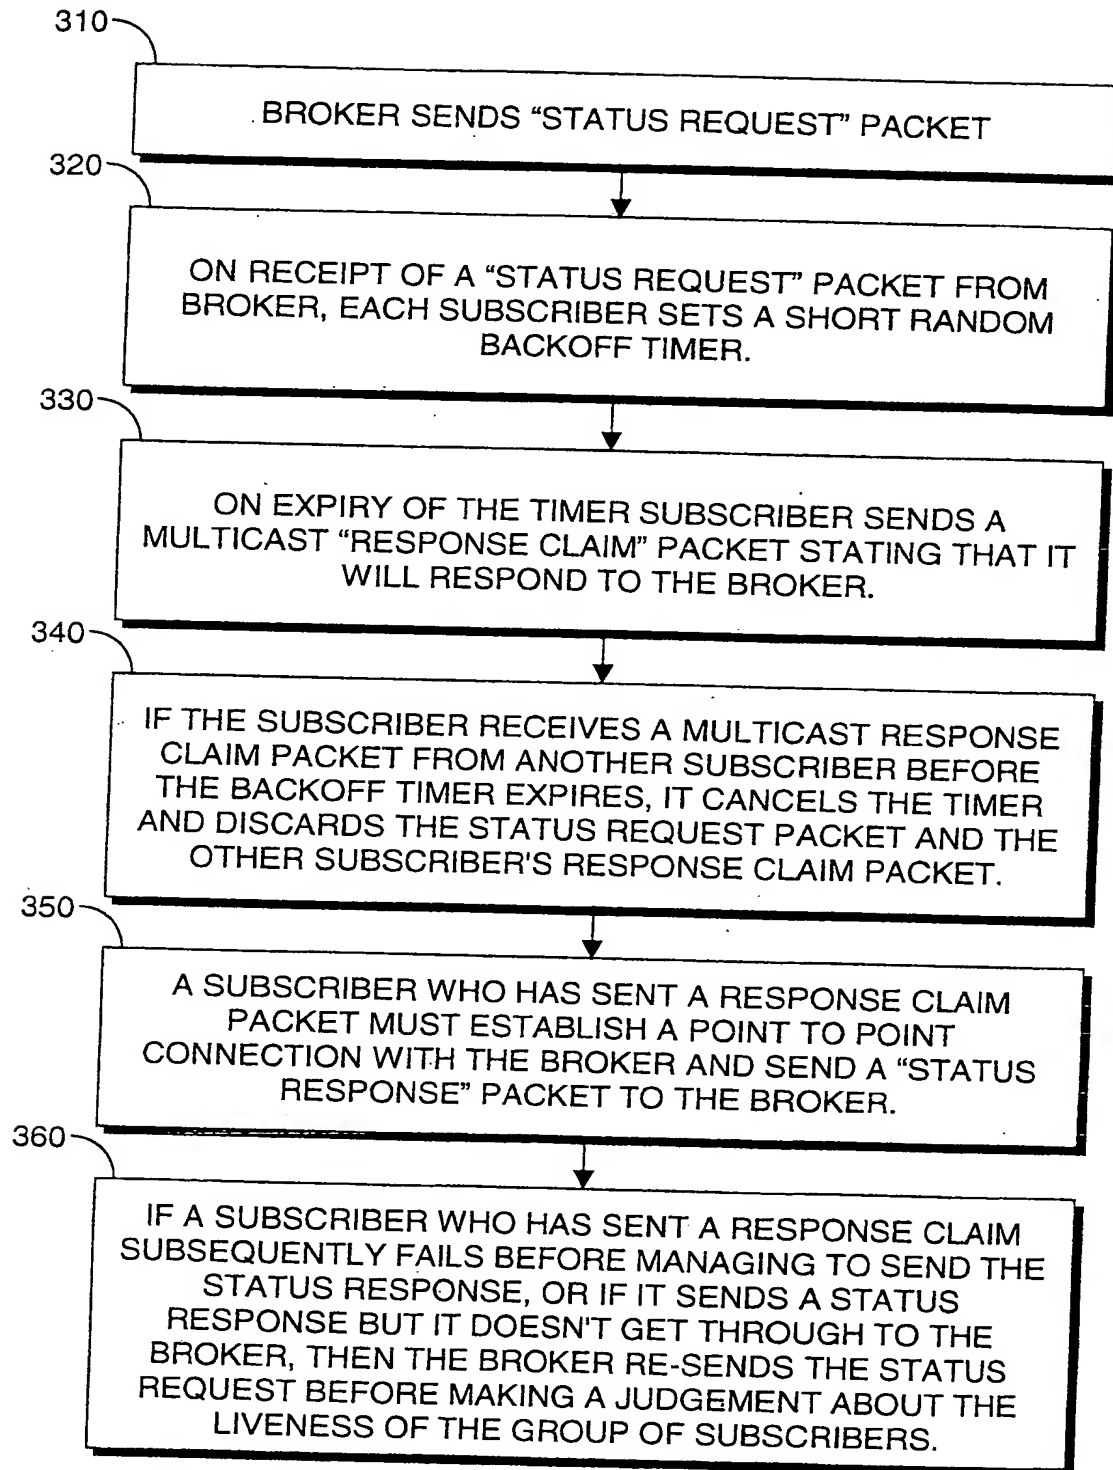 310
BROKER SENDS “STATUS REQUEST” PACKET
320
ON RECEIPT OF A “STATUS REQUEST” PACKET FROM
BROKER, EACH SUBSCRIBER SETS A SHORT RANDOM
BACKOFF TIMER.
330
ON EXPIRY OF THE TIMER SUBSCRIBER SENDS A
MULTICAST “RESPONSE CLAIM” PACKET STATING THAT IT
WILL RESPOND TO THE BROKER.
340
IF THE SUBSCRIBER RECEIVES A MULTICAST RESPONSE
CLAIM PACKET FROM ANOTHER SUBSCRIBER BEFORE
THE BACKOFF TIMER EXPIRES, IT CANCELS THE TIMER
AND DISCARDS THE STATUS REQUEST PACKET AND THE
OTHER SUBSCRIBER'S RESPONSE CLAIM PACKET.
350
A SUBSCRIBER WHO HAS SENT A RESPONSE CLAIM
PACKET MUST ESTABLISH A POINT TO POINT
CONNECTION WITH THE BROKER AND SEND A “STATUS
RESPONSE” PACKET TO THE BROKER.
360
IF A SUBSCRIBER WHO HAS SENT A RESPONSE CLAIM
SUBSEQUENTLY FAILS BEFORE MANAGING TO SEND THE
STATUS RESPONSE, OR IF IT SENDS A STATUS
RESPONSE BUT IT DOESN'T GET THROUGH TO THE
BROKER, THEN THE BROKER RE-SENDS THE STATUS
REQUEST BEFORE MAKING A JUDGEMENT ABOUT THE
LIVENESS OF THE GROUP OF SUBSCRIBERS.